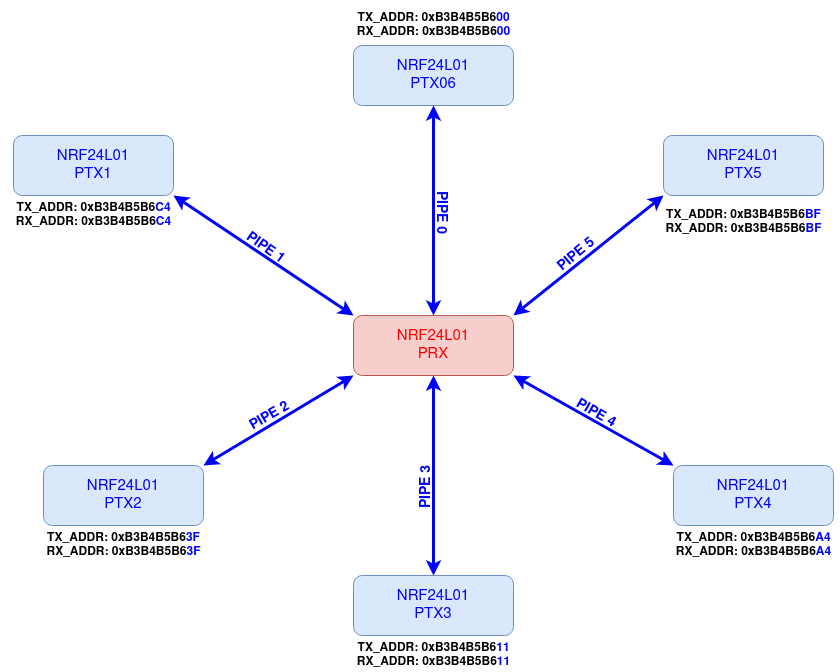 TX_ADDR: 0xB3B4B5B600
RX_ADDR: 0xB3B4B5B600
NRF24L01
PTX06
NRF24L01
PTX1
TX_ADDR: 0xB3B4B5B6C4
RX_ADDR: 0xB3B4B5B6C4
NRF24L01
PTX5
TX_ADDR: 0xB3B4B5B6BF
RX_ADDR: 0xB3B4B5B6BF
PIPE 1
PIPE 0
PIPE 5
NRF24L01
PRX
PIPE 2
PIPE 3
PIPE 4
NRF24L01
PTX2
TX_ADDR: 0xB3B4B5B63F
RX_ADDR: 0xB3B4B5B63F
NRF24L01
PTX4
TX_ADDR: 0xB3B4B5B6A4
RX_ADDR: 0xB3B4B5B6A4
NRF24L01
PTX3
TX_ADDR: 0xB3B4B5B611
RX_ADDR: 0xB3B4B5B611